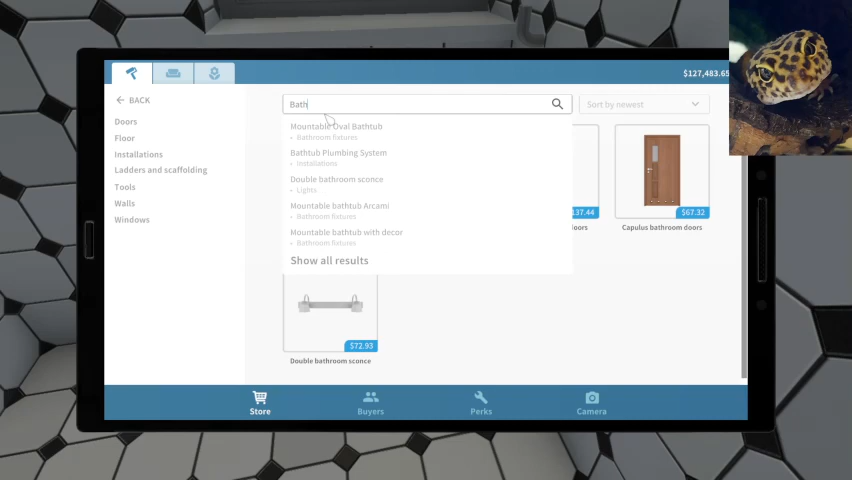 $127,483.65
BACK
Doors
Floor
Installations
Ladders and scaffolding
Tools
Walls
Windows
Bath
Sort by newest
Mountable Oval Bathtub
• Bathroom fixtures
Bathtub Plumbing System
• Installations
Double bathroom sconce
• Lights
Mountable bathtub Arcami
• Bathroom fixtures
Mountable bathtub with decor
• Bathroom fixtures
Show all results
137.44
oors
$67.32
Capulus bathroom doors
$72.93
Double bathroom sconce
Store
Buyers
Perks
Camera